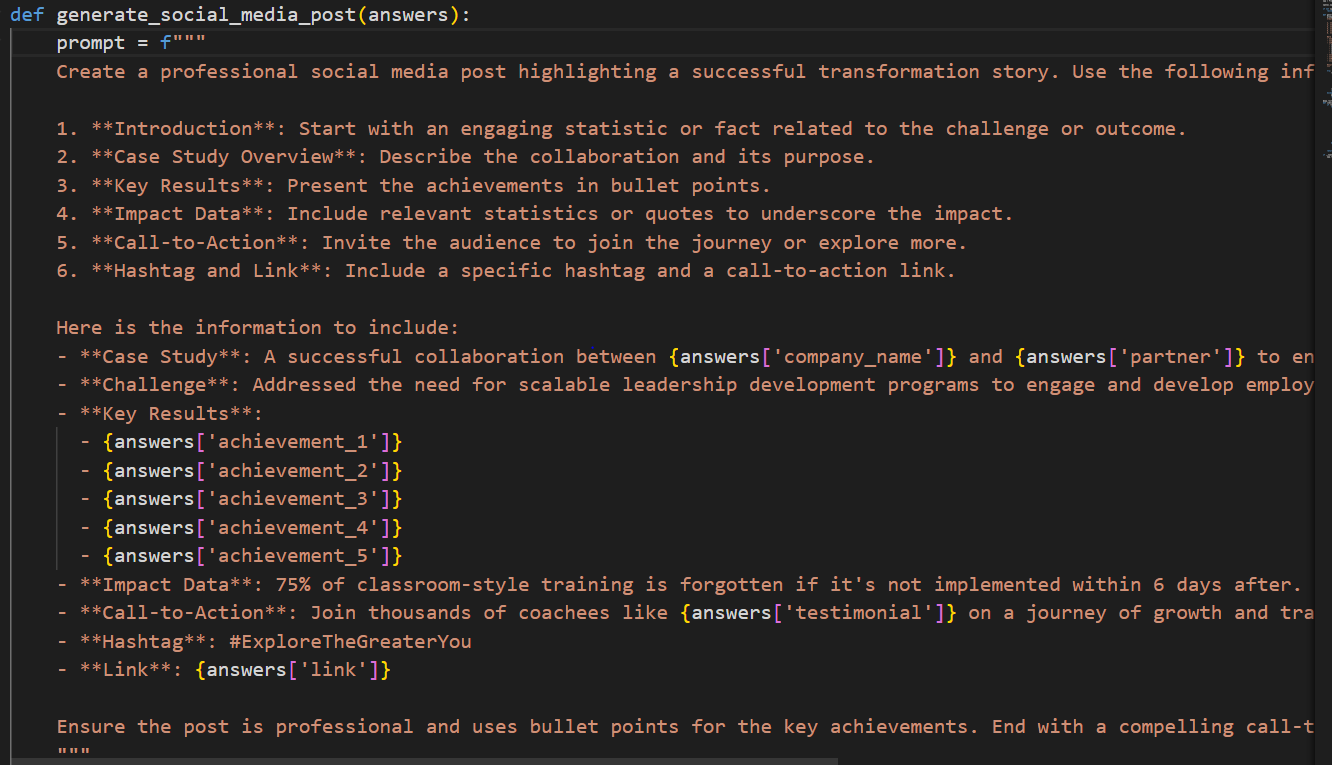 def generate_social_media_post(answers):
    prompt = f"""
    Create a professional social media post highlighting a successful transformation story. Use the following inf

    1. **Introduction**: Start with an engaging statistic or fact related to the challenge or outcome.
    2. **Case Study Overview**: Describe the collaboration and its purpose.
    3. **Key Results**: Present the achievements in bullet points.
    4. **Impact Data**: Include relevant statistics or quotes to underscore the impact.
    5. **Call-to-Action**: Invite the audience to join the journey or explore more.
    6. **Hashtag and Link**: Include a specific hashtag and a call-to-action link.

    Here is the information to include:
    - **Case Study**: A successful collaboration between {answers['company_name']} and {answers['partner']} to en
    - **Challenge**: Addressed the need for scalable leadership development programs to engage and develop employ
    - **Key Results**:
      - {answers['achievement_1']}
      - {answers['achievement_2']}
      - {answers['achievement_3']}
      - {answers['achievement_4']}
      - {answers['achievement_5']}
    - **Impact Data**: 75% of classroom-style training is forgotten if it's not implemented within 6 days after.
    - **Call-to-Action**: Join thousands of coachees like {answers['testimonial']} on a journey of growth and tra
    - **Hashtag**: #ExploreTheGreaterYou
    - **Link**: {answers['link']}

    Ensure the post is professional and uses bullet points for the key achievements. End with a compelling call-t
    """